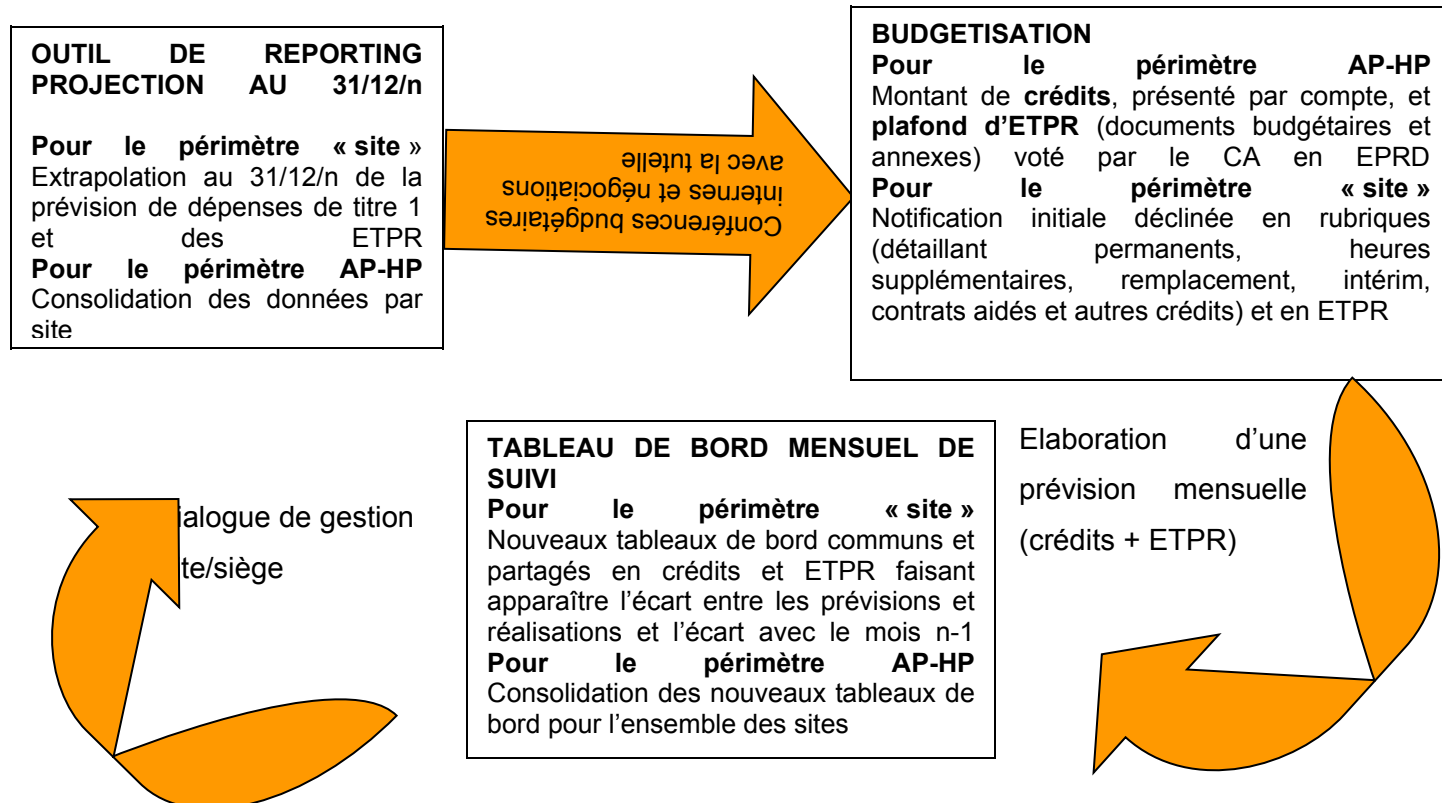 OUTIL DE REPORTING
PROJECTION AU 31/12/n
Pour le périmètre « site »
Extrapolation au 31/12/n de la
prévision de dépenses de titre 1
et des ETPR
Pour le périmètre AP-HP
Consolidation des données par
site
Conférences budgétaires
internes et négociations
avec la tutelle
BUDGETISATION
Pour le périmètre AP-HP
Montant de crédits, présenté par compte, et
plafond d'ETPR (documents budgétaires et
annexes) voté par le CA en EPRD
Pour le périmètre « site »
Notification initiale déclinée en rubriques
(détaillant permanents, heures
supplémentaires, remplacement, intérim,
contrats aidés et autres crédits) et en ETPR
ialogue de gestion
te/siège
TABLEAU DE BORD MENSUEL DE
SUIVI
Pour le périmètre « site »
Nouveaux tableaux de bord communs et
partagés en crédits et ETPR faisant
apparaître l'écart entre les prévisions et
réalisations et l'écart avec le mois n-1
Pour le périmètre AP-HP
Consolidation des nouveaux tableaux de
bord pour l'ensemble des sites
Elaboration d'une
prévision mensuelle
(crédits + ETPR)